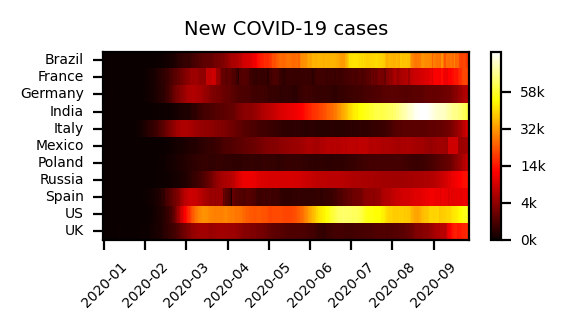 New COVID-19 cases
Brazil
France
Germany
India
Italy
Mexico
Poland
Russia
Spain
US
UK
58k
32k
14k
4k
0k
2020-01
2020-02
2020-03
2020-04
2020-05
2020-06
2020-07
2020-08
2020-09